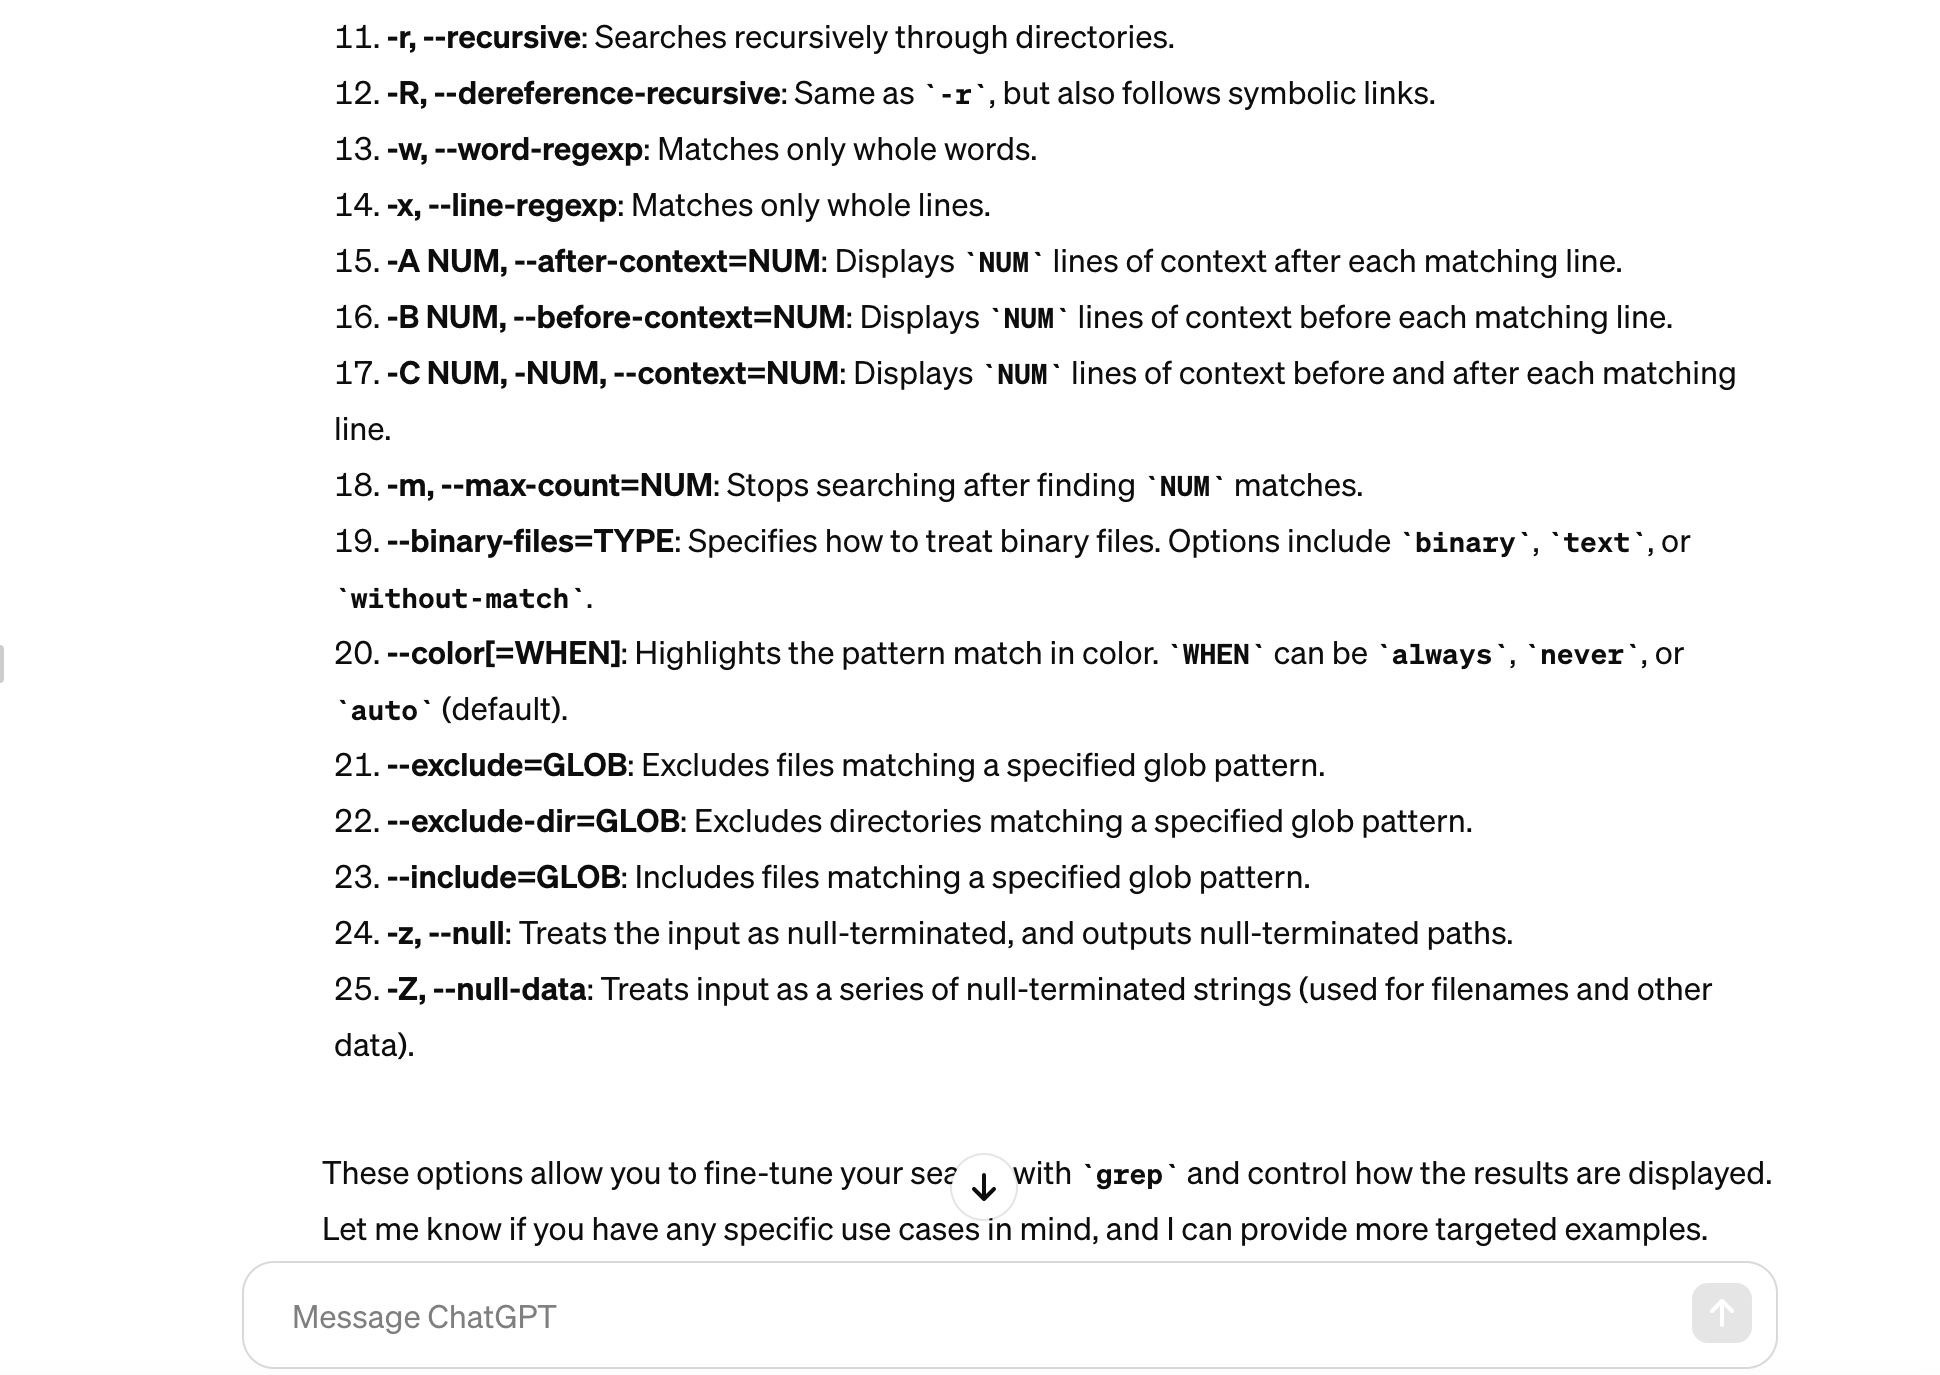 11. -r, --recursive: Searches recursively through directories.
12. -R, --dereference-recursive: Same as `-r`, but also follows symbolic links.
13. -w, --word-regexp: Matches only whole words.
14. -x, --line-regexp: Matches only whole lines.
15. -A NUM, --after-context=NUM: Displays `NUM` lines of context after each matching line.
16. -B NUM, --before-context=NUM: Displays `NUM` lines of context before each matching line.
17. -C NUM, -NUM, --context=NUM: Displays `NUM` lines of context before and after each matching
line.
18. -m, --max-count=NUM: Stops searching after finding `NUM` matches.
19. --binary-files=TYPE: Specifies how to treat binary files. Options include `binary`, `text`, or
`without-match`.
20. --color[=WHEN]: Highlights the pattern match in color. `WHEN` can be `always`, `never`, or
`auto` (default).
21. --exclude=GLOB: Excludes files matching a specified glob pattern.
22. --exclude-dir=GLOB: Excludes directories matching a specified glob pattern.
23. --include=GLOB: Includes files matching a specified glob pattern.
24. -z, --null: Treats the input as null-terminated, and outputs null-terminated paths.
25. -Z, --null-data: Treats input as a series of null-terminated strings (used for filenames and other
data).
These options allow you to fine-tune your with `grep` and control how the results are displayed.
Let me know if you have any specific use cases in mind, and I can provide more targeted examples.
Message ChatGPT